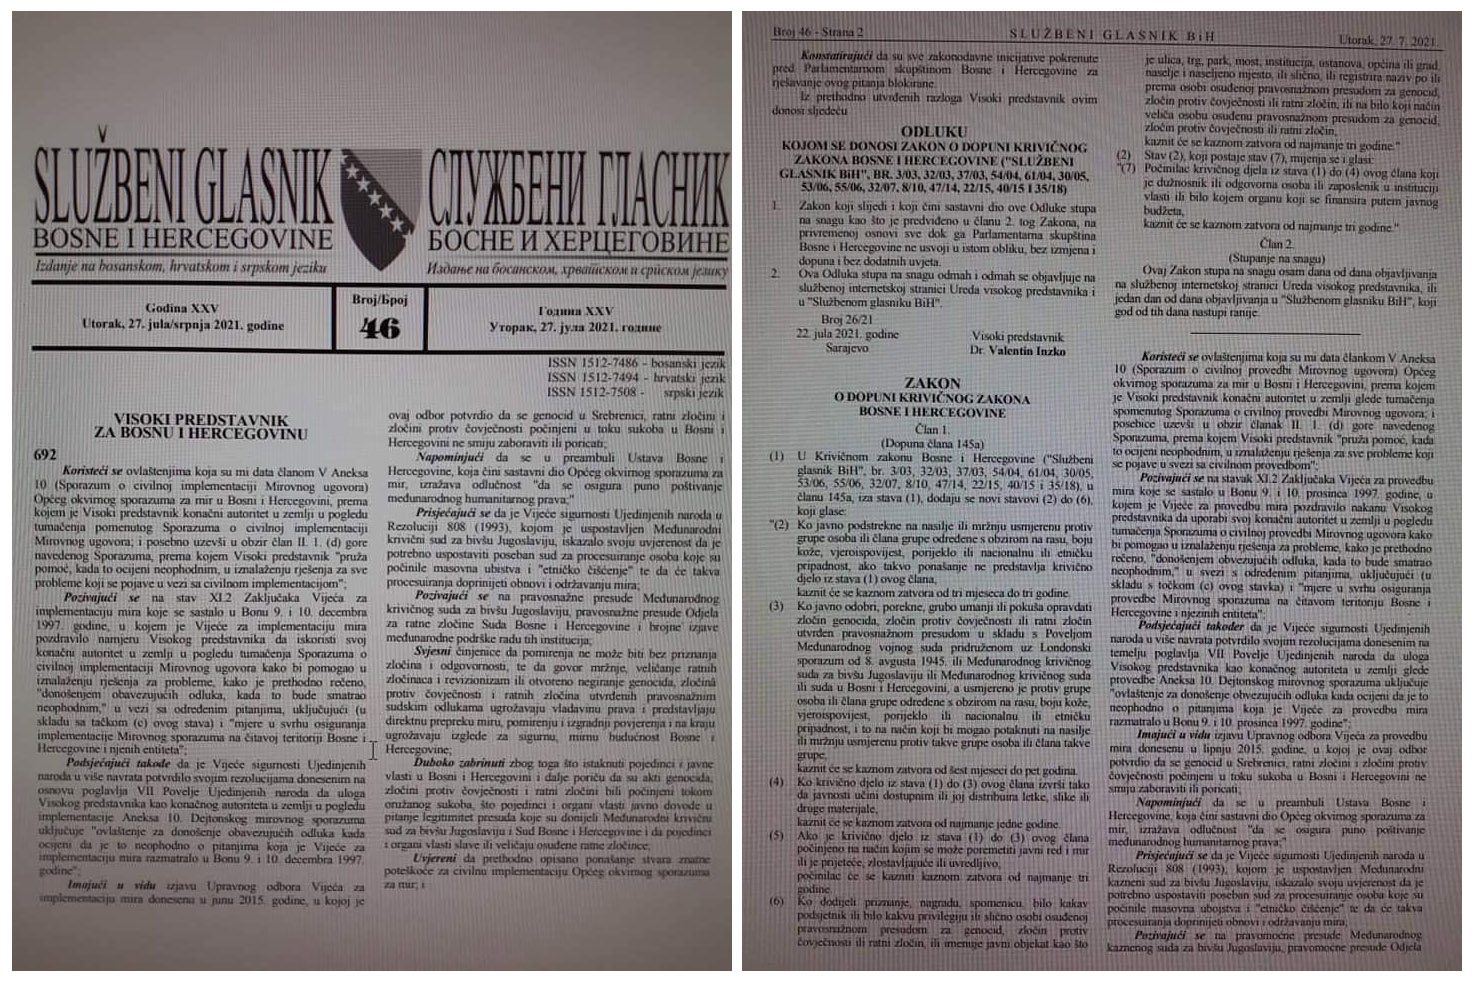 SLUŽBENI GLASNIK
BOSNE I HERCEGOVINE
Izdanje na bosanskom, hrvatskom i srpskom jeziku
СЛУЖБЕНИ ГЛАСНИК
БОСНЕ И ХЕРЦЕГОВИНЕ
Издање на босанском, хрватском и српском језику
Godina XXV
Utorak, 27. jula/srpnja 2021. godine
Broj/Број
46
Година XXV
Уторак, 27. јула 2021. године
ISSN 1512-7486 - bosanski jezik
ISSN 1512-7494 - hrvatski jezik
ISSN 1512-7508 - srpski jezik
VISOKI PREDSTAVNIK
ZA BOSNU I HERCEGOVINU
692
Koristeći se ovlaštenjima koja su mi data članom V Aneksa
10 (Sporazum o civilnoj implementaciji Mirovnog ugovora)
Općeg okvirnog sporazuma za mir u Bosni i Hercegovini, prema
kojem je Visoki predstavnik konačni autoritet u zemlji u pogledu
tumačenja pomenutog Sporazuma o civilnoj implementaciji
Mirovnog ugovora; i posebno uzevši u obzir član II. 1. (d) gore
navedenog Sporazuma, prema kojem Visoki predstavnik "pruža
pomoć, kada to ocijeni neophodnim, u iznalaženju rješenja za sve
probleme koji se pojave u vezi sa civilnom implementacijom";
Pozivajući se na stav XI.2 Zaključaka Vijeća za
implementaciju mira koje se sastalo u Bonu 9. i 10. decembra
1997. godine, u kojem je Vijeće za implementaciju mira
pozdravilo namjeru Visokog predstavnika da iskoristi svoj
konačni autoritet u zemlji u pogledu tumačenja Sporazuma o
civilnoj implementaciji Mirovnog ugovora kako bi pomogao u
iznalaženju rješenja za probleme, kako je prethodno rečeno,
"donošenjem obavezujućih odluka, kada to bude smatrao
neophodnim," u vezi sa određenim pitanjima, uključujući (u
skladu sa tačkom (c) ovog stava) i "mjere u svrhu osiguranja
implementacije Mirovnog sporazuma na čitavoj teritoriji Bosne i
Hercegovine i njenih entiteta";
Podsjećajući takođe da je Vijeće sigurnosti Ujedinjenih
naroda u više navrata potvrdilo svojim rezolucijama donesenim na
osnovu poglavlja VII Povelje Ujedinjenih naroda da uloga
Visokog predstavnika kao konačnog autoriteta u zemlji u pogledu
implementacije Aneksa 10. Dejtonskog mirovnog sporazuma
uključuje "ovlaštenje za donošenje obavezujućih odluka kada
ocijeni da je to neophodno o pitanjima koja je Vijeće za
implementaciju mira razmatralo u Bonu 9. i 10. decembra 1997.
godine";
Imajući u vidu izjavu Upravnog odbora Vijeća za
implementaciju mira donesenu u junu 2015. godine, u kojoj je
ovaj odbor potvrdio da se genocid u Srebrenici, ratni zločini i
zločini protiv čovječnosti počinjeni u toku sukoba u Bosni i
Hercegovini ne smiju zaboraviti ili poricati;
Napominjući da se u preambuli Ustava Bosne i
Hercegovine, koja čini sastavni dio Općeg okvirnog sporazuma za
mir, izražava odlučnost "da se osigura puno poštivanje
međunarodnog humanitarnog prava;"
Prisjećajući se da je Vijeće sigurnosti Ujedinjenih naroda u
Rezoluciji 808 (1993), kojom je uspostavljen Međunarodni
krivični sud za bivšu Jugoslaviju, iskazalo svoju uvjerenost da je
potrebno uspostaviti poseban sud za procesuiranje osoba koje su
počinile masovna ubistva i "etničko čišćenje" te da će takva
procesuiranja doprinijeti obnovi i održavanju mira;
Pozivajući se na pravosnažne presude Međunarodnog
krivičnog suda za bivšu Jugoslaviju, pravosnažne presude Odjela
za ratne zločine Suda Bosne i Hercegovine i brojne izjave
međunarodne podrške radu tih institucija;
Svjesni činjenice da pomirenja ne može biti bez priznanja
zločina i odgovornosti, te da govor mržnje, veličanje ratnih
zločinaca i revizionizam ili otvoreno negiranje genocida, zločina
protiv čovječnosti i ratnih zločina utvrđenih pravosnažnim
sudskim odlukama ugrožavaju vladavinu prava i predstavljaju
direktnu prepreku miru, pomirenju i izgradnji povjerenja i na kraju
ugrožavaju izglede za sigurnu, mirnu budućnost Bosne i
Hercegovine;
Duboko zabrinuti zbog toga što istaknuti pojedinci i javne
vlasti u Bosni i Hercegovini i dalje poriču da su akti genocida,
zločini protiv čovječnosti i ratni zločini bili počinjeni tokom
oružanog sukoba, što pojedinci i organi vlasti javno dovode u
pitanje legitimitet presuda koje su donijeli Međunarodni krivični
sud za bivšu Jugoslaviju i Sud Bosne i Hercegovine i da pojedinci
i organi vlasti slave ili veličaju osuđene ratne zločince;
Uvjereni da prethodno opisano ponašanje stvara znatne
poteškoće za civilnu implementaciju Općeg okvirnog sporazuma
za mir; i
Broj 46 - Strana 2
SLUŽBENI GLASNIK BiH
Utorak, 27. 7. 2021.
Konstatirajući da su sve zakonodavne inicijative pokrenute
pred Parlamentarnom skupštinom Bosne i Hercegovine za
rješavanje ovog pitanja blokirane.
Iz prethodno utvrđenih razloga Visoki predstavnik ovim
donosi sljedeću
ODLUKU
KOJOM SE DONOSI ZAKON O DOPUNI KRIVIČNOG
ZAKONA BOSNE I HERCEGOVINE ("SLUŽBENI
GLASNIK BiH", BR. 3/03, 32/03, 37/03, 54/04, 61/04, 30/05,
53/06, 55/06, 32/07, 8/10, 47/14, 22/15, 40/15 I 35/18)
1. Zakon koji slijedi i koji čini sastavni dio ove Odluke stupa
na snagu kao što je predviđeno u članu 2. tog Zakona, na
privremenoj osnovi sve dok ga Parlamentarna skupština
Bosne i Hercegovine ne usvoji u istom obliku, bez izmjena i
dopuna i bez dodatnih uvjeta.
2. Ova Odluka stupa na snagu odmah i odmah se objavljuje na
službenoj internetskoj stranici Ureda visokog predstavnika i
u "Službenom glasniku BiH".
Broj 26/21
22. jula 2021. godine
Sarajevo
Visoki predstavnik
Dr. Valentin Inzko
ZAKON
O DOPUNI KRIVIČNOG ZAKONA
BOSNE I HERCEGOVINE
Član 1.
(Dopuna člana 145a)
(1) U Krivičnom zakonu Bosne i Hercegovine ("Službeni
glasnik BiH", br. 3/03, 32/03, 37/03, 54/04, 61/04, 30/05,
53/06, 55/06, 32/07, 8/10, 47/14, 22/15, 40/15 i 35/18), u
članu 145a, iza stava (1), dodaju se novi stavovi (2) do (6),
koji glase:
"(2) Ko javno podstrekne na nasilje ili mržnju usmjerenu protiv
grupe osoba ili člana grupe određene s obzirom na rasu, boju
kože, vjeroispovijest, porijeklo ili nacionalnu ili etničku
pripadnost, ako takvo ponašanje ne predstavlja krivično
djelo iz stava (1) ovog člana,
kaznit će se kaznom zatvora od tri mjeseca do tri godine.
(3) Ko javno odobri, porekne, grubo umanji ili pokuša opravdati
zločin genocida, zločin protiv čovječnosti ili ratni zločin
utvrđen pravosnažnom presudom u skladu s Poveljom
Međunarodnog vojnog suda pridruženom uz Londonski
sporazum od 8. avgusta 1945. ili Međunarodnog krivičnog
suda za bivšu Jugoslaviju ili Međunarodnog krivičnog suda
ili suda u Bosni i Hercegovini, a usmjereno je protiv grupe
osoba ili člana grupe određene s obzirom na rasu, boju kože,
vjeroispovijest, porijeklo ili nacionalnu ili etničku
pripadnost, i to na način koji bi mogao potaknuti na nasilje
ili mržnju usmjerenu protiv takve grupe osoba ili člana takve
grupe,
kaznit će se kaznom zatvora od šest mjeseci do pet godina.
(4) Ko krivično djelo iz stava (1) do (3) ovog člana izvrši tako
da javnosti učini dostupnim ili joj distribuira letke, slike ili
druge materijale,
kaznit će se kaznom zatvora od najmanje jedne godine.
(5) Ako je krivično djelo iz stava (1) do (3) ovog člana
počinjeno na način kojim se može poremetiti javni red i mir
ili je prijeteće, zlostavljajuće ili uvredljivo,
počinilac će se kazniti kaznom zatvora od najmanje tri
godine.
(6) Ko dodijeli priznanje, nagradu, spomenicu, bilo kakav
podsjetnik ili bilo kakvu privilegiju ili slično osobi osuđenoj
pravosnažnom presudom za genocid, zločin protiv
čovječnosti ili ratni zločin, ili imenuje javni objekat kao što
je ulica, trg, park, most, institucija, ustanova, općina ili grad,
naselje i naseljeno mjesto, ili slično, ili registrira naziv po ili
prema osobi osuđenoj pravosnažnom presudom za genocid,
zločin protiv čovječnosti ili ratni zločin, ili na bilo koji način
veliča osobu osuđenu pravosnažnom presudom za genocid,
zločin protiv čovječnosti ili ratni zločin,
kaznit će se kaznom zatvora od najmanje tri godine."
(2) Stav (2), koji postaje stav (7), mijenja se i glasi:
"(7) Počinilac krivičnog djela iz stava (1) do (4) ovog člana koji
je dužnosnik ili odgovorna osoba ili zaposlenik u instituciji
vlasti ili bilo kojem organu koji se finansira putem javnog
budžeta,
kaznit će se kaznom zatvora od najmanje tri godine."
Član 2.
(Stupanje na snagu)
Ovaj Zakon stupa na snagu osam dana od dana objavljivanja
na službenoj internetskoj stranici Ureda visokog predstavnika, ili
jedan dan od dana objavljivanja u "Službenom glasniku BiH", koji
god od tih dana nastupi ranije.
Koristeći se ovlaštenjima koja su mi data člankom V Aneksa
10 (Sporazum o civilnoj provedbi Mirovnog ugovora) Općeg
okvirnog sporazuma za mir u Bosni i Hercegovini, prema kojem
je Visoki predstavnik konačni autoritet u zemlji glede tumačenja
spomenutog Sporazuma o civilnoj provedbi Mirovnog ugovora; i
posebice uzevši u obzir članak II. 1. (d) gore navedenog
Sporazuma, prema kojem Visoki predstavnik "pruža pomoć, kada
to ocijeni neophodnim, u iznalaženju rješenja za sve probleme koji
se pojave u svezi sa civilnom provedbom";
Pozivajući se na stavak XI.2 Zaključaka Vijeća za provedbu
mira koje se sastalo u Bonu 9. i 10. prosinca 1997. godine, u
kojem je Vijeće za provedbu mira pozdravilo nakanu Visokog
predstavnika da uporabi svoj konačni autoritet u zemlji u pogledu
tumačenja Sporazuma o civilnoj provedbi Mirovnog ugovora kako
bi pomogao u iznalaženju rješenja za probleme, kako je prethodno
rečeno, "donošenjem obvezujućih odluka, kada to bude smatrao
neophodnim," u svezi s određenim pitanjima, uključujući (u
skladu s točkom (c) ovog stavka) i "mjere u svrhu osiguranja
provedbe Mirovnog sporazuma na čitavom teritoriju Bosne i
Hercegovine i njezinih entiteta";
Podsjećajući također da je Vijeće sigurnosti Ujedinjenih
naroda u više navrata potvrdilo svojim rezolucijama donesenim na
temelju poglavlja VII Povelje Ujedinjenih naroda da uloga
Visokog predstavnika kao konačnog autoriteta u zemlji glede
provedbe Aneksa 10. Dejtonskog mirovnog sporazuma uključuje
"ovlaštenje za donošenje obvezujućih odluka kada ocijeni da je to
neophodno o pitanjima koja je Vijeće za provedbu mira
razmatralo u Bonu 9. i 10. prosinca 1997. godine";
Imajući u vidu izjavu Upravnog odbora Vijeća za provedbu
mira donesenu u lipnju 2015. godine, u kojoj je ovaj odbor
potvrdio da se genocid u Srebrenici, ratni zločini i zločini protiv
čovječnosti počinjeni u toku sukoba u Bosni i Hercegovini ne
smiju zaboraviti ili poricati;
Napominjući da se u preambuli Ustava Bosne i
Hercegovine, koja čini sastavni dio Općeg okvirnog sporazuma za
mir, izražava odlučnost "da se osigura puno poštivanje
međunarodnog humanitarnog prava;"
Prisjećajući se da je Vijeće sigurnosti Ujedinjenih naroda u
Rezoluciji 808 (1993), kojom je uspostavljen Međunarodni
kazneni sud za bivšu Jugoslaviju, iskazalo svoju uvjerenost da je
potrebno uspostaviti poseban sud za procesuiranje osoba koje su
počinile masovna ubojstva i "etničko čišćenje" te da će takva
procesuiranja doprinijeti obnovi i održavanju mira;
Pozivajući se na pravomoćne presude Međunarodnog
kaznenog suda za bivšu Jugoslaviju, pravomoćne presude Odjela